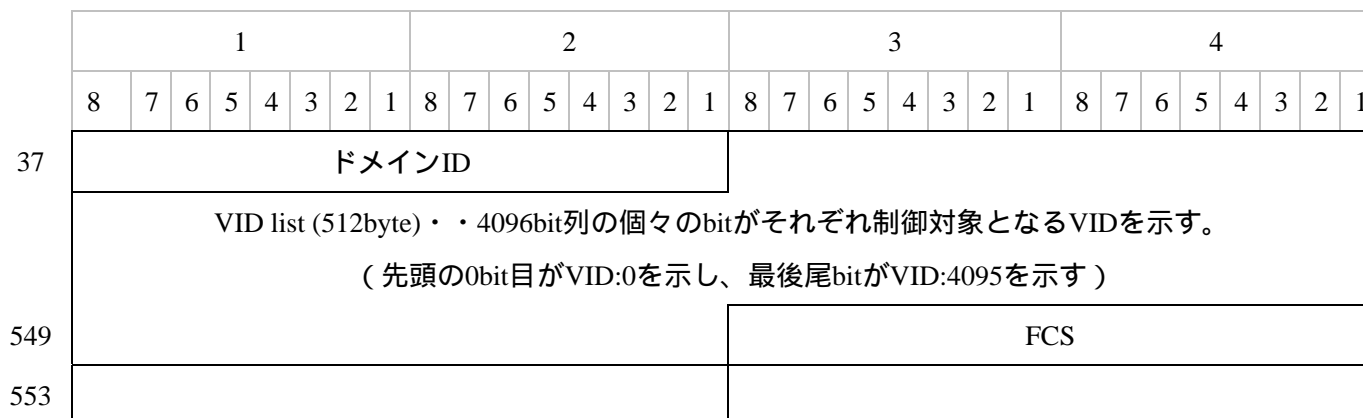 1 2 3 4
8 7 6 5 4 3 2 1 8 7 6 5 4 3 2 1 8 7 6 5 4 3 2 1 8 7 6 5 4 3 2 1
37 ドメインID
VID list (512byte)・・4096bit列の個々のbitがそれぞれ制御対象となるVIDを示す。
(先頭の0bit目がVID:0を示し、最後尾bitがVID:4095を示す)
549 FCS
553